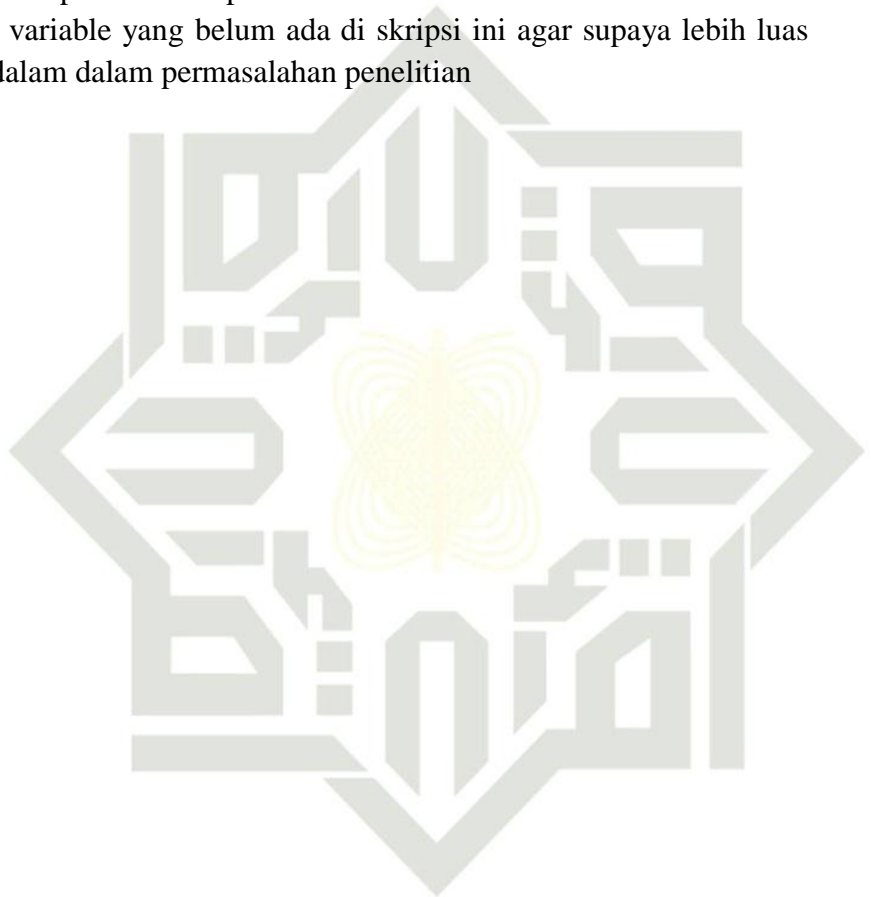 variable yang belum ada di skripsi ini agar supaya lebih luas
dalam dalam permasalahan penelitian